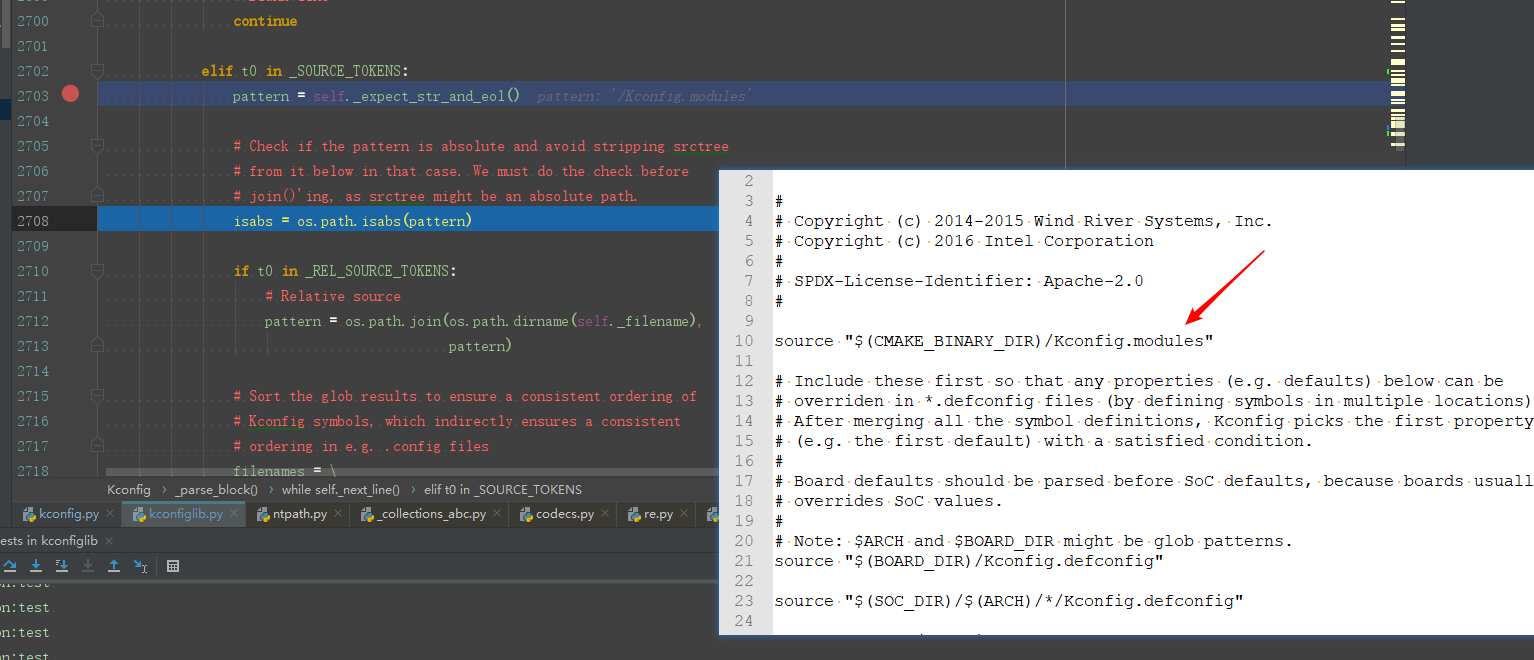 2700 continue
2701
2702 elif t0 in _SOURCE_TOKENS:
2703 pattern = self._expect_str_and_eol() pattern: '/Kconfig.modules'
2704
2705 # Check if the pattern is absolute and avoid stripping srctree
2706 # from it below in that case. We must do the check before
2707 # join()'ing, as srctree might be an absolute path.
2708 isabs = os.path.isabs(pattern)
2709
2710 if t0 in _REL_SOURCE_TOKENS:
2711 # Relative source
2712 pattern = os.path.join(os.path.dirname(self._filename),
2713 pattern)
2714
2715 # Sort the glob results to ensure a consistent ordering of
2716 # Kconfig symbols, which indirectly ensures a consistent
2717 # ordering in e.g. .config files
2718 filenames = \
Kconfig › _parse_block() › while self._next_line() › elif t0 in _SOURCE_TOKENS
kconfig.py × kconfiglib.py × ntpath.py × _collections_abc.py × codecs.py × re.py ×
ests in kconfiglib ×
on:test
on:test
on:test
on:test
2
3 #
4 # Copyright (c) 2014-2015 Wind River Systems, Inc.
5 # Copyright (c) 2016 Intel Corporation
6 #
7 # SPDX-License-Identifier: Apache-2.0
8 #
9
10 source "$(CMAKE_BINARY_DIR)/Kconfig.modules"
11
12 # Include these first so that any properties (e.g. defaults) below can be
13 # overriden in *.defconfig files (by defining symbols in multiple locations)
14 # After merging all the symbol definitions, Kconfig picks the first property
15 # (e.g. the first default) with a satisfied condition.
16 #
17 # Board defaults should be parsed before SoC defaults, because boards usuall
18 # overrides SoC values.
19 #
20 # Note: $ARCH and $BOARD_DIR might be glob patterns.
21 source "$(BOARD_DIR)/Kconfig.defconfig"
22
23 source "$(SOC_DIR)/$(ARCH)/*/Kconfig.defconfig"
24